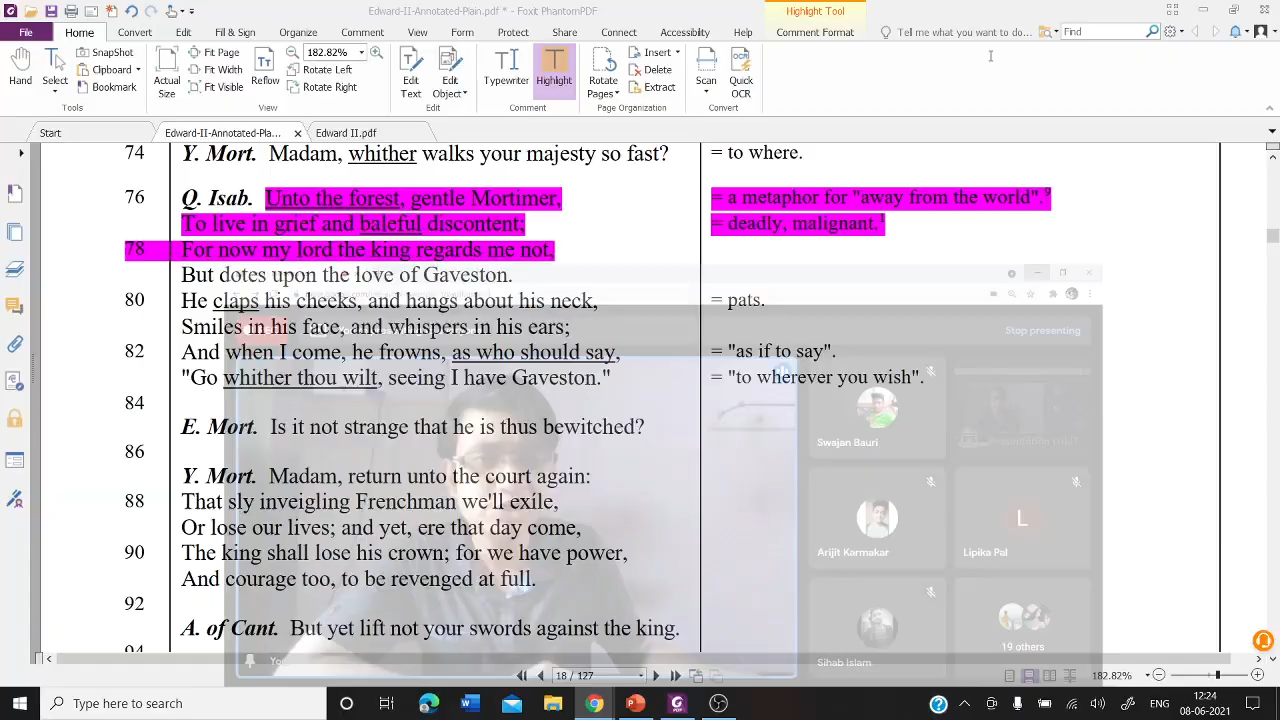 Edward-II-Annotated-Plain.pdf * - Foxit PhantomPDF
Highlight Tool
File Home Convert Edit Fill & Sign Organize Comment View Form Protect Share Connect Accessibility Help Comment Format Tell me what you want to do... Find
SnapShot Fit Page 182.82% Insert
Clipboard Fit Width Rotate Left Delete
Bookmark Fit Visible Rotate Right Extract
Hand Select Actual Size Reflow Edit Text Edit Object Typewriter Highlight Rotate Pages Scan Quick OCR
Tools View Edit Comment Page Organization Convert
Start Edward-II-Annotated-Pla... Edward II.pdf
74 Y. Mort. Madam, whither walks your majesty so fast? = to where.
76 Q. Isab. Unto the forest, gentle Mortimer, = a metaphor for "away from the world".9
To live in grief and baleful discontent; = deadly, malignant.1
78 For now my lord the king regards me not,
But dotes upon the love of Gaveston.
80 He claps his cheeks, and hangs about his neck, = pats.
Smiles in his face, and whispers in his ears;
Stop presenting
82 And when I come, he frowns, as who should say, = "as if to say".
"Go whither thou wilt, seeing I have Gaveston." = "to wherever you wish".
84
E. Mort. Is it not strange that he is thus bewitched?
Swajan Bauri
86
Y. Mort. Madam, return unto the court again:
88 That sly inveigling Frenchman we'll exile,
L
Or lose our lives; and yet, ere that day come,
90 The king shall lose his crown; for we have power,
Arijit Karmakar Lipika Pal
And courage too, to be revenged at full.
92
A. of Cant. But yet lift not your swords against the king.
19 others
94
Sihab Islam
18 / 127 182.82%
Type here to search
ENG
12:24
08-06-2021